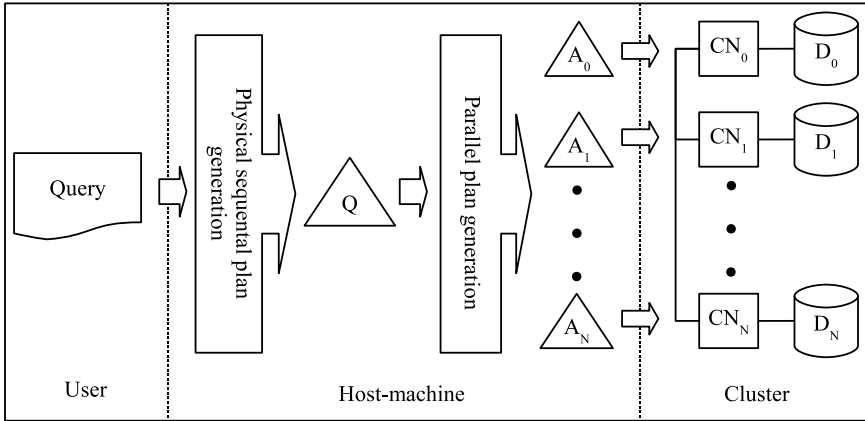 Query
Physical sequental plan
generation
Q
Parallel plan generation
A0
A1
AN
CN0
D0
CN1
D1
CNN
DN
User
Host-machine
Cluster